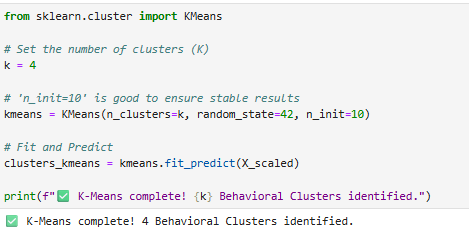 from sklearn.cluster import KMeans
# Set the number of clusters (K)
k = 4
# 'n_init=10' is good to ensure stable results
kmeans = KMeans(n_clusters=k, random_state=42, n_init=10)
# Fit and Predict
clusters_kmeans = kmeans.fit_predict(X_scaled)
print(f"✅ K-Means complete! {k} Behavioral Clusters identified.")
✅ K-Means complete! 4 Behavioral Clusters identified.